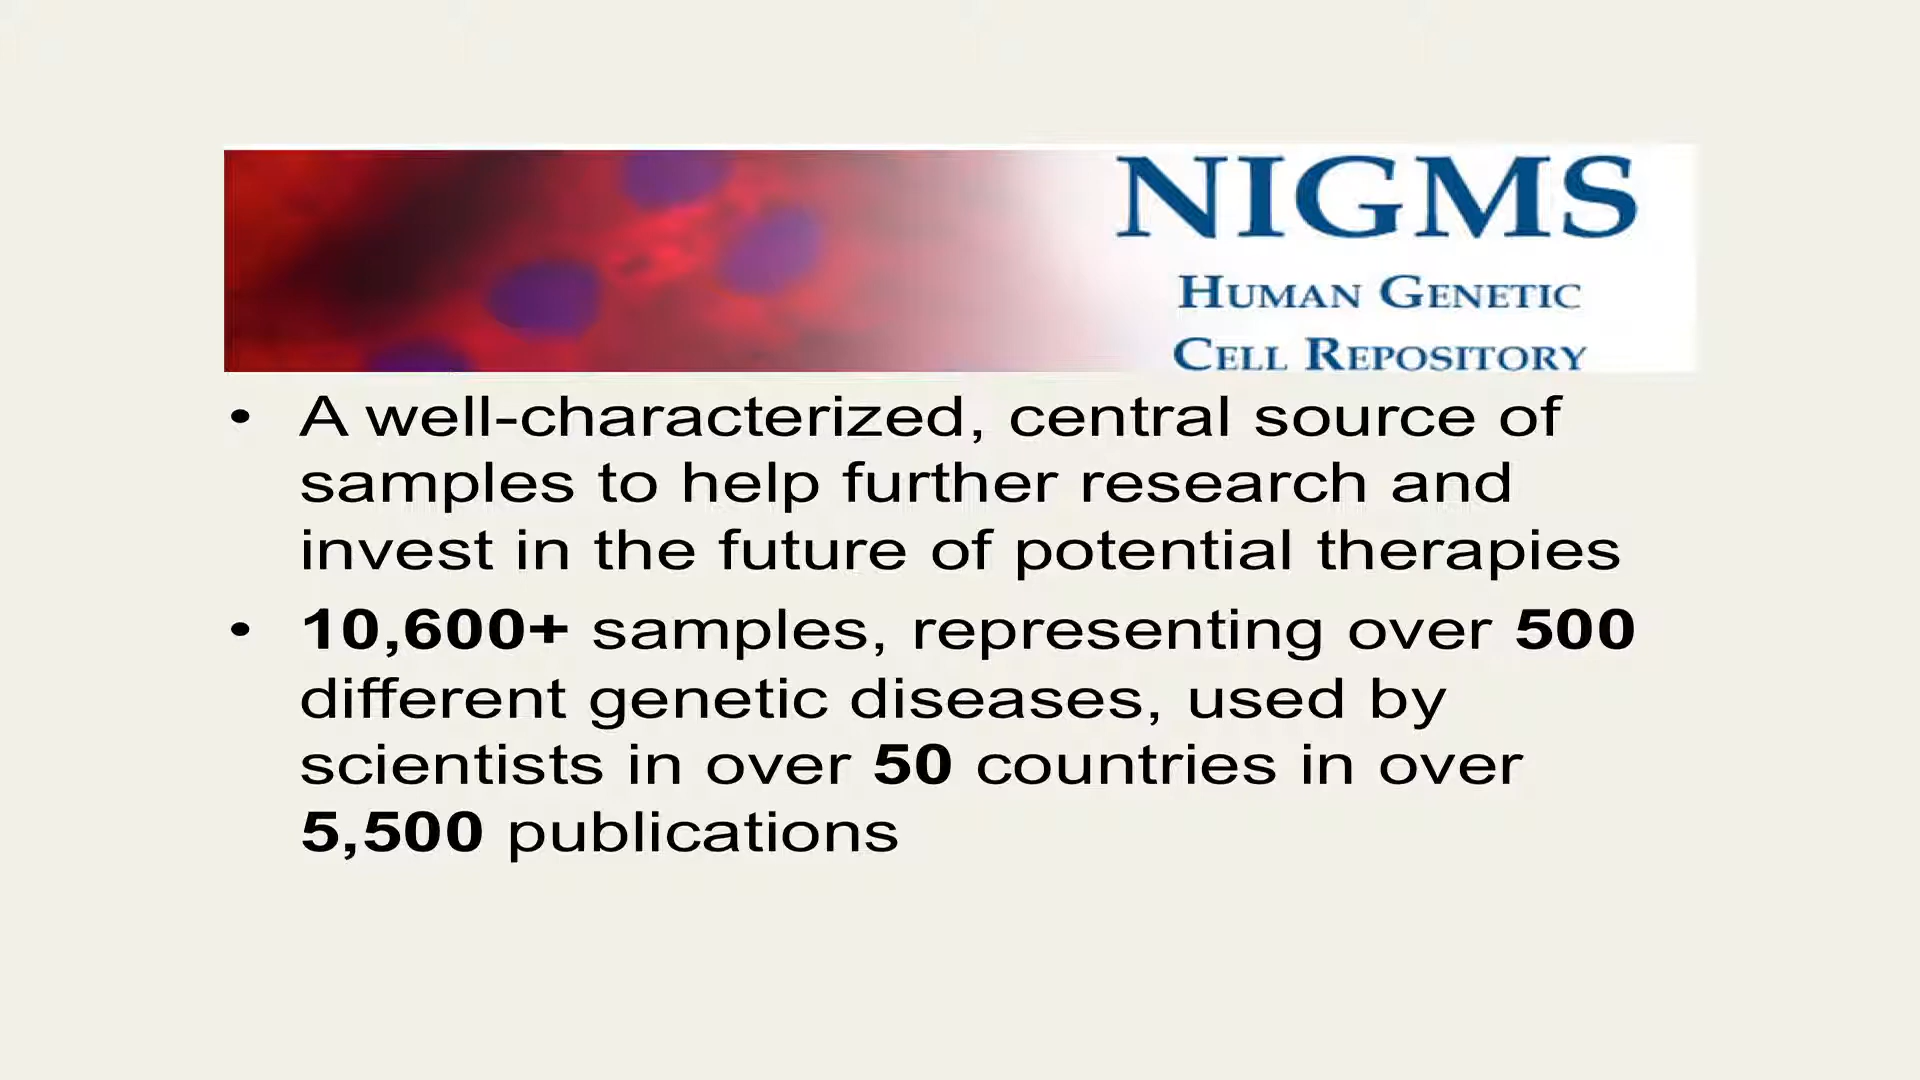 NIGMS
HUMAN GENETIC
CELL REPOSITORY
• A well-characterized, central source of
samples to help further research and
invest in the future of potential therapies
• 10,600+ samples, representing over 500
different genetic diseases, used by
scientists in over 50 countries in over
5,500 publications